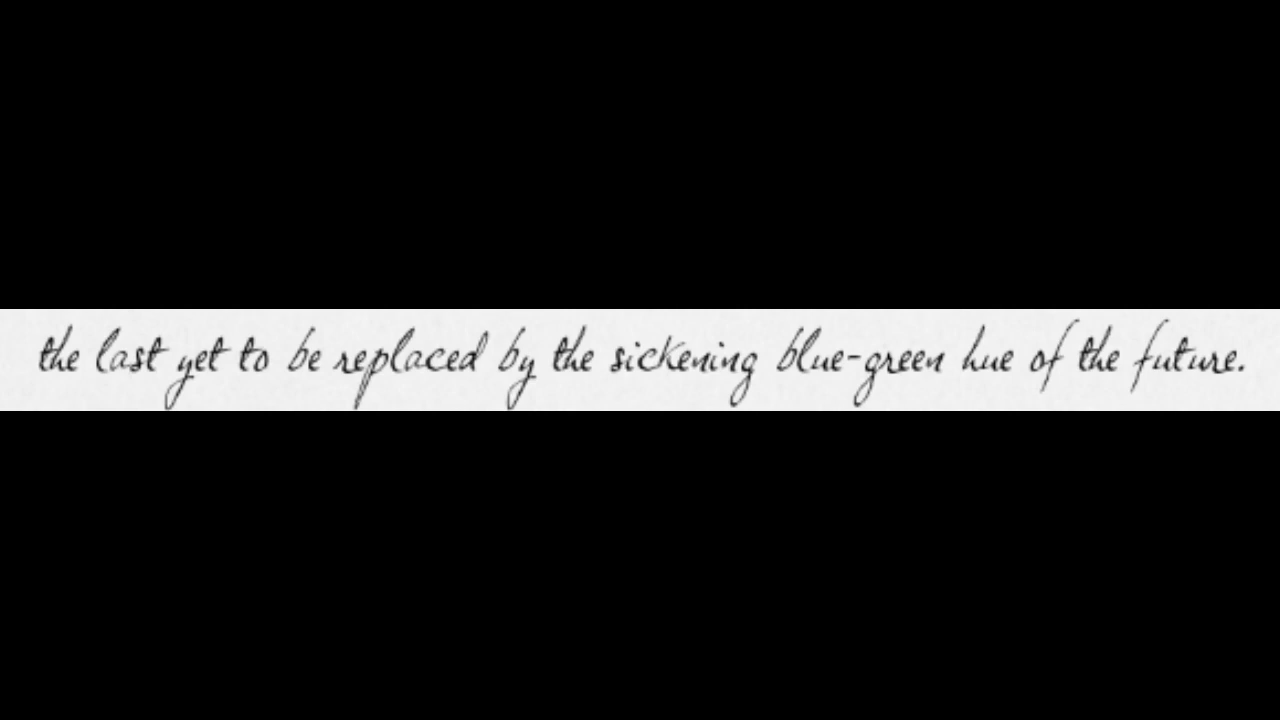 the last yet to be replaced by the sickening blue-green hue of the future.